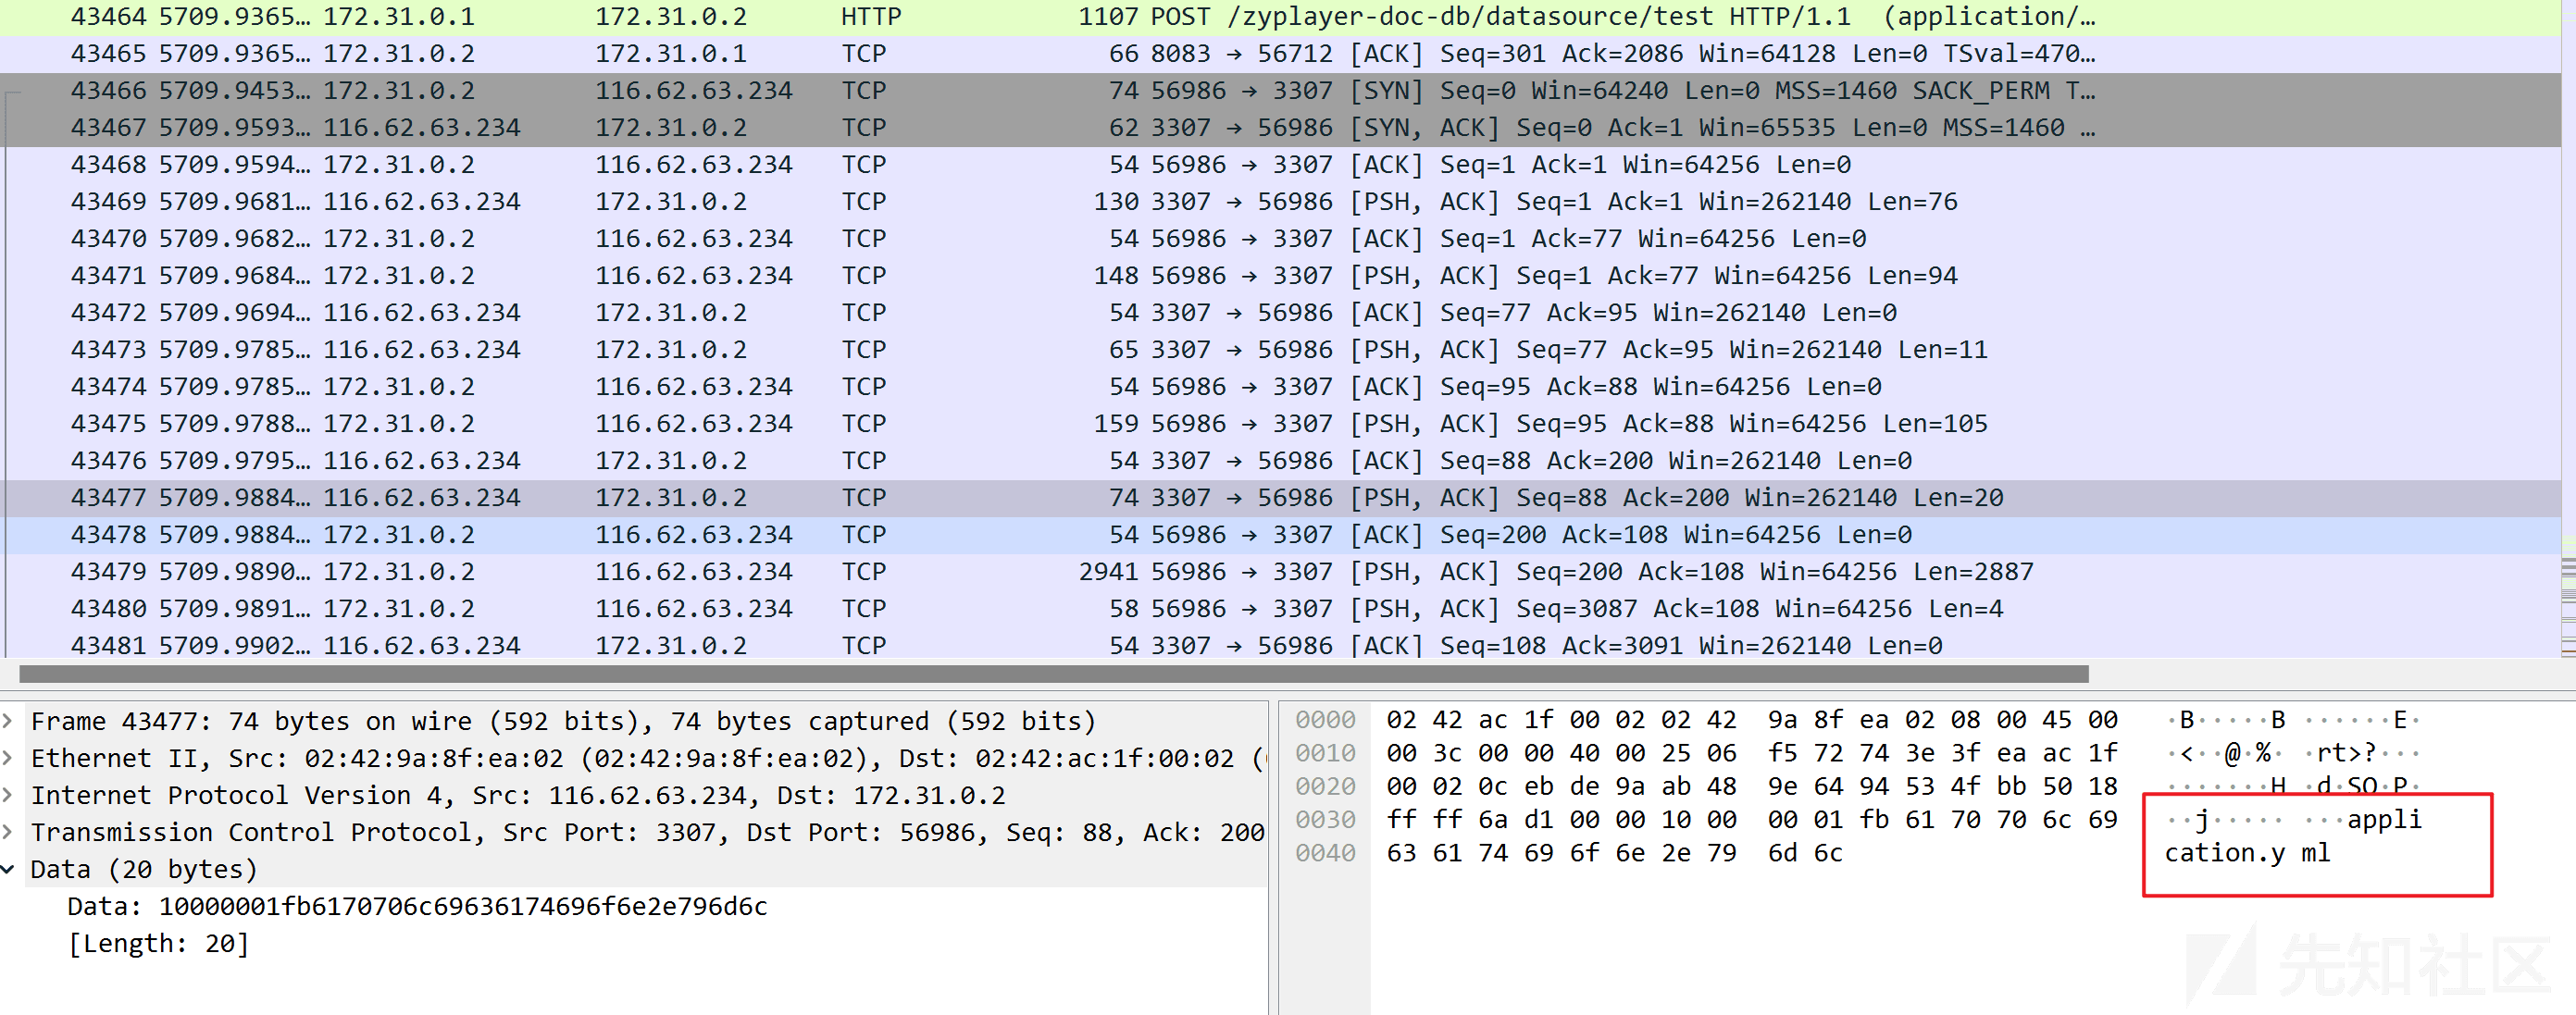 43464 5709.9365… 172.31.0.1 172.31.0.2 HTTP 1107 POST /zyplayer-doc-db/datasource/test HTTP/1.1 (application/…
43465 5709.9365… 172.31.0.2 172.31.0.1 TCP 66 8083 → 56712 [ACK] Seq=301 Ack=2086 Win=64128 Len=0 TSval=470…
43466 5709.9453… 172.31.0.2 116.62.63.234 TCP 74 56986 → 3307 [SYN] Seq=0 Win=64240 Len=0 MSS=1460 SACK_PERM T…
43467 5709.9593… 116.62.63.234 172.31.0.2 TCP 62 3307 → 56986 [SYN, ACK] Seq=0 Ack=1 Win=65535 Len=0 MSS=1460 …
43468 5709.9594… 172.31.0.2 116.62.63.234 TCP 54 56986 → 3307 [ACK] Seq=1 Ack=1 Win=64256 Len=0
43469 5709.9681… 116.62.63.234 172.31.0.2 TCP 130 3307 → 56986 [PSH, ACK] Seq=1 Ack=1 Win=262140 Len=76
43470 5709.9682… 172.31.0.2 116.62.63.234 TCP 54 56986 → 3307 [ACK] Seq=1 Ack=77 Win=64256 Len=0
43471 5709.9684… 172.31.0.2 116.62.63.234 TCP 148 56986 → 3307 [PSH, ACK] Seq=1 Ack=77 Win=64256 Len=94
43472 5709.9694… 116.62.63.234 172.31.0.2 TCP 54 3307 → 56986 [ACK] Seq=77 Ack=95 Win=262140 Len=0
43473 5709.9785… 116.62.63.234 172.31.0.2 TCP 65 3307 → 56986 [PSH, ACK] Seq=77 Ack=95 Win=262140 Len=11
43474 5709.9785… 172.31.0.2 116.62.63.234 TCP 54 56986 → 3307 [ACK] Seq=95 Ack=88 Win=64256 Len=0
43475 5709.9788… 172.31.0.2 116.62.63.234 TCP 159 56986 → 3307 [PSH, ACK] Seq=95 Ack=88 Win=64256 Len=105
43476 5709.9795… 116.62.63.234 172.31.0.2 TCP 54 3307 → 56986 [ACK] Seq=88 Ack=200 Win=262140 Len=0
43477 5709.9884… 116.62.63.234 172.31.0.2 TCP 74 3307 → 56986 [PSH, ACK] Seq=88 Ack=200 Win=262140 Len=20
43478 5709.9884… 172.31.0.2 116.62.63.234 TCP 54 56986 → 3307 [ACK] Seq=200 Ack=108 Win=64256 Len=0
43479 5709.9890… 172.31.0.2 116.62.63.234 TCP 2941 56986 → 3307 [PSH, ACK] Seq=200 Ack=108 Win=64256 Len=2887
43480 5709.9891… 172.31.0.2 116.62.63.234 TCP 58 56986 → 3307 [PSH, ACK] Seq=3087 Ack=108 Win=64256 Len=4
43481 5709.9902… 116.62.63.234 172.31.0.2 TCP 54 3307 → 56986 [ACK] Seq=108 Ack=3091 Win=262140 Len=0
Frame 43477: 74 bytes on wire (592 bits), 74 bytes captured (592 bits)
Ethernet II, Src: 02:42:9a:8f:ea:02 (02:42:9a:8f:ea:02), Dst: 02:42:ac:1f:00:02 (
Internet Protocol Version 4, Src: 116.62.63.234, Dst: 172.31.0.2
Transmission Control Protocol, Src Port: 3307, Dst Port: 56986, Seq: 88, Ack: 200
Data (20 bytes)
Data: 10000001fb6170706c69636174696f6e2e796d6c
[Length: 20]
0000 02 42 ac 1f 00 02 02 42 9a 8f ea 02 08 00 45 00 ·B·····B ······E·
0010 00 3c 00 00 40 00 25 06 f5 72 74 3e 3f ea ac 1f ·<··@·%· ·rt>?···
0020 00 02 0c eb de 9a ab 48 9e 64 94 53 4f bb 50 18 ·······H ·d·SO·P·
0030 ff ff 6a d1 00 00 10 00 00 01 fb 61 70 70 6c 69 ··j····· ···appli
0040 63 61 74 69 6f 6e 2e 79 6d 6c cation.y ml
先知社区